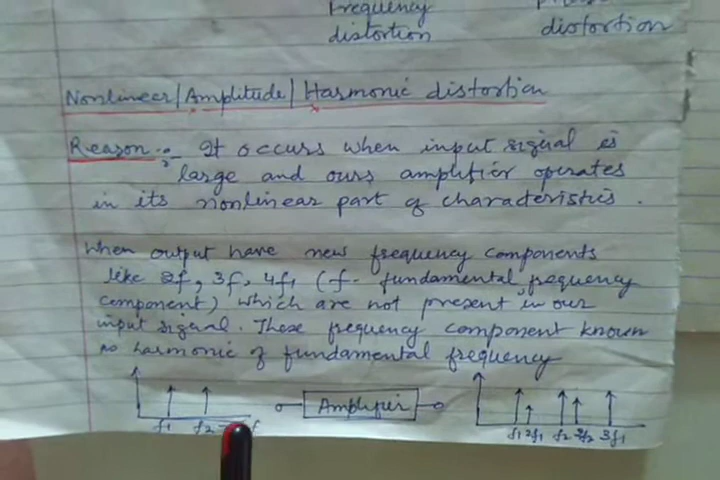 Frequency
distortion
distortion
Nonlinear/Amplitude/Harmonic distortion
Reason :- It occurs when input signal is
large and ours amplifier operates
in its nonlinear part of characteristics.
When output have new frequency components
like 2f, 3f, 4f, (f- fundamental frequency
component) which are not present in our
input signal. These frequency component known
as harmonic of fundamental frequency
Amplifier
f1 f2 f
f1 2f1 f2 2f2 3f1